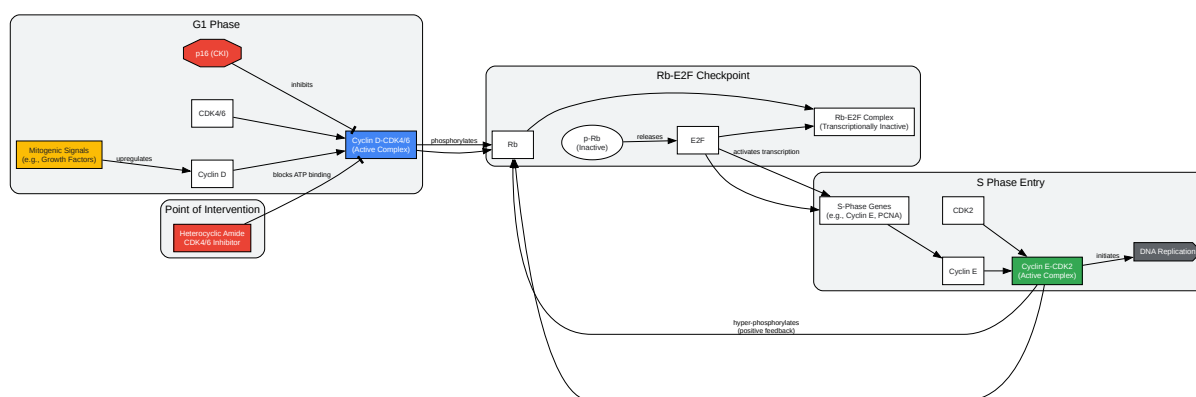 G1 Phase
p16 (CKI)
inhibits
CDK4/6
Mitogenic Signals
(e.g., Growth Factors)
upregulates
Cyclin D
Cyclin D-CDK4/6
(Active Complex)
phosphorylates
blocks ATP binding
Point of Intervention
Heterocyclic Amide
CDK4/6 Inhibitor
Rb-E2F Checkpoint
Rb
p-Rb
(Inactive)
releases
E2F
Rb-E2F Complex
(Transcriptionally Inactive)
activates transcription
S Phase Entry
S-Phase Genes
(e.g., Cyclin E, PCNA)
CDK2
Cyclin E
Cyclin E-CDK2
(Active Complex)
initiates
DNA Replication
hyper-phosphorylates
(positive feedback)